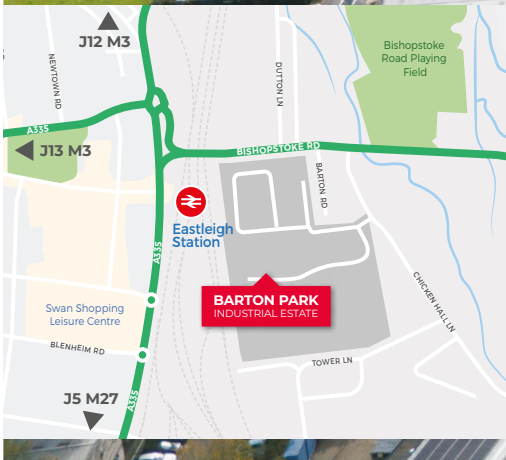 J12 M3
Bishopstoke
Road Playing
Field
NEWTOWN RD
DUTTON LN
A335
J13 M3
BISHOPSTOKE RD
BARTON RD
Eastleigh
Station
A335
BARTON PARK
INDUSTRIAL ESTATE
CHICKEN HALL LN
Swan Shopping
Leisure Centre
BLENHEIM RD
TOWER LN
J5 M27
A335